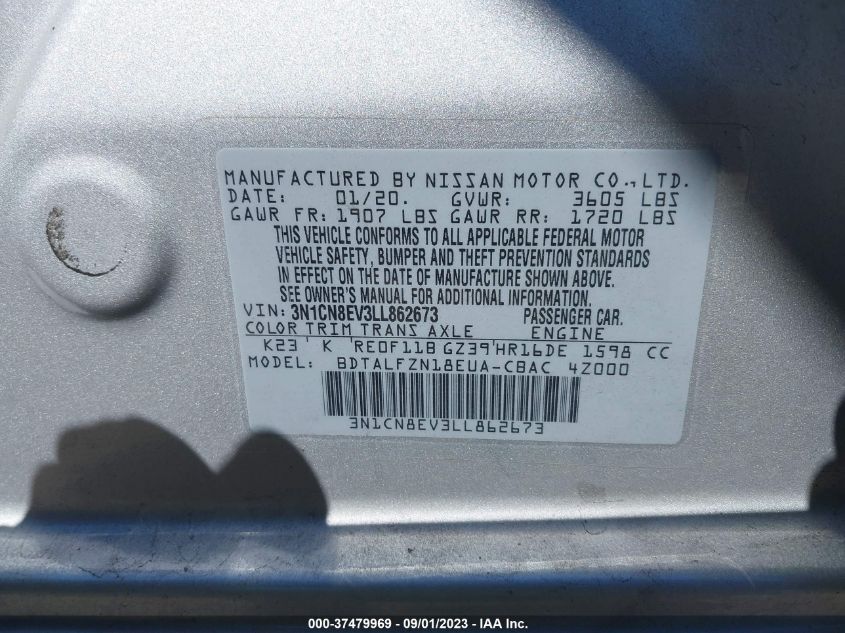 MANUFACTURED BY NISSAN MOTOR CO., LTD.
DATE: 01/20. GVWR: 3605 LBS
GAWR FR: 1907 LBS GAWR RR: 1720 LBS
THIS VEHICLE CONFORMS TO ALL APPLICABLE FEDERAL MOTOR
VEHICLE SAFETY, BUMPER AND THEFT PREVENTION STANDARDS
IN EFFECT ON THE DATE OF MANUFACTURE SHOWN ABOVE.
SEE OWNER'S MANUAL FOR ADDITIONAL INFORMATION.
VIN: 3N1CN8EV3LL862673 PASSENGER CAR.
COLOR TRIM TRANS AXLE ENGINE
K23 K RE0F11B GZ39 HR16DE 1598 CC
MODEL: BDTALFZN18EUA-CBAC 4Z000
3N1CN8EV3LL862673
000-37479969 - 09/01/2023 - IAA Inc.